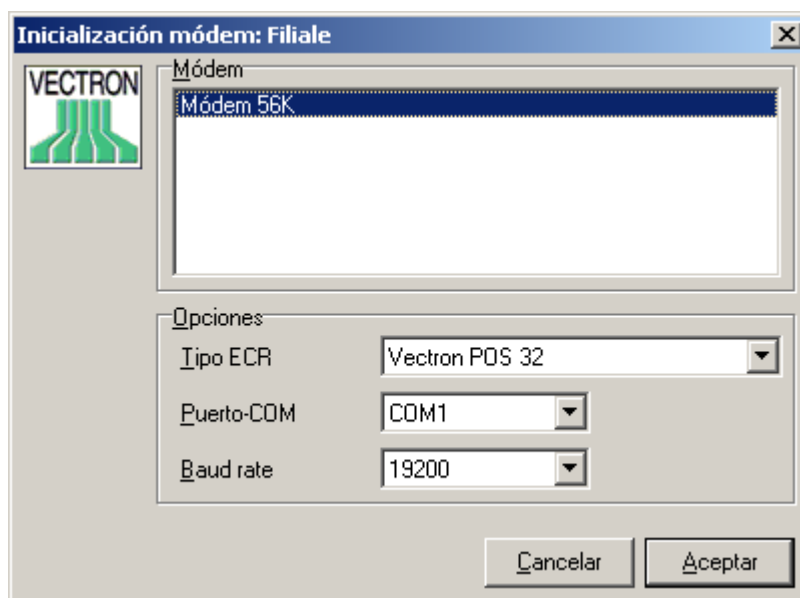 Inicialización módem: Filiale
VECTRON
Módem
Módem 56K
Opciones
Tipo ECR
Vectron POS 32
Puerto-COM
COM1
Baud rate
19200
Cancelar
Aceptar